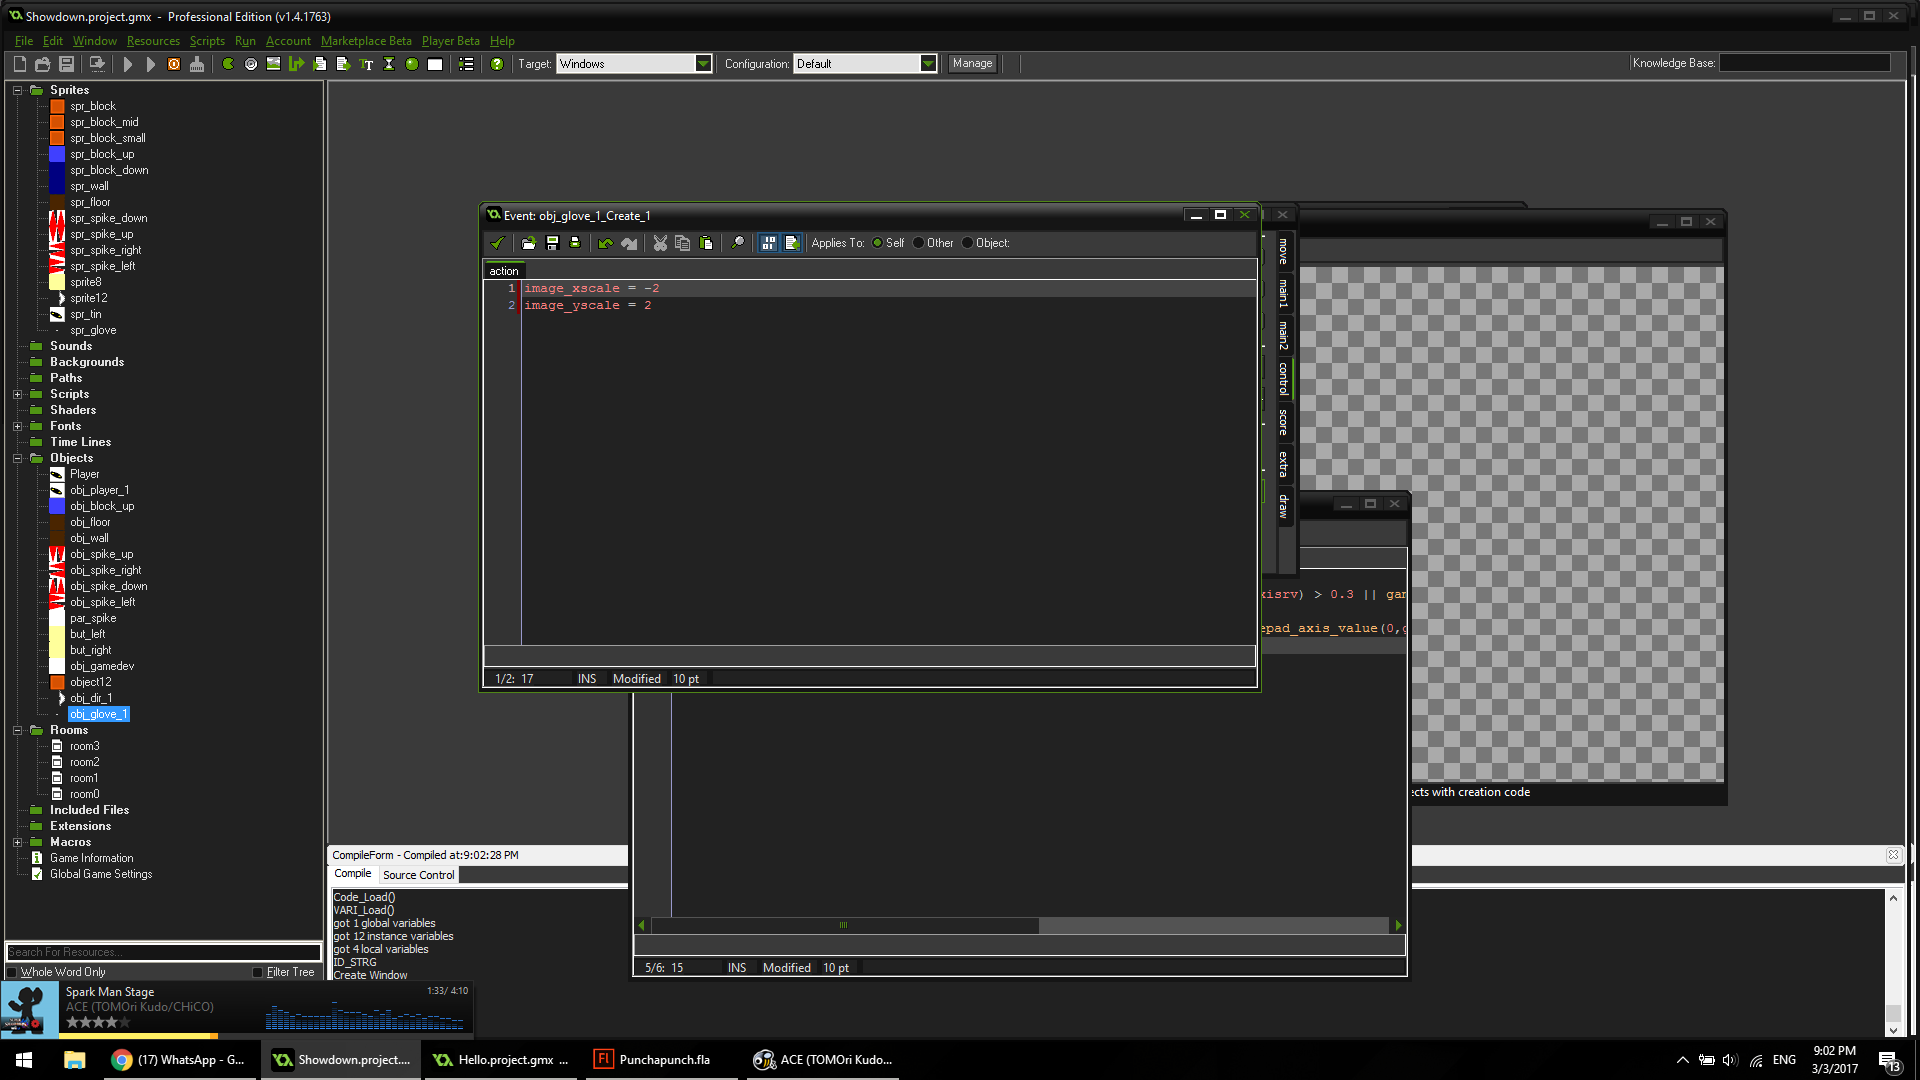 Showdown.project.gmx - Professional Edition (v1.4.1763)
File Edit Window Resources Scripts Run Account Marketplace Beta Player Beta Help
Target: Windows Configuration: Default Manage Knowledge Base:
Sprites
spr_block
spr_block_mid
spr_block_small
spr_block_up
spr_block_down
spr_wall
spr_floor
spr_spike_down
spr_spike_up
spr_spike_right
spr_spike_left
sprite8
sprite12
spr_tin
spr_glove
Sounds
Backgrounds
Paths
Scripts
Shaders
Fonts
Time Lines
Objects
Player
obj_player_1
obj_block_up
obj_floor
obj_wall
obj_spike_up
obj_spike_right
obj_spike_down
obj_spike_left
par_spike
but_left
but_right
obj_gamedev
object12
obj_dir_1
obj_glove_1
Rooms
room3
room2
room1
room0
Included Files
Extensions
Macros
Game Information
Global Game Settings
Search For Resources...
Whole Word Only Filter Tree
Event: obj_glove_1_Create_1
Applies To: Self Other Object:
action
1 image_xscale = -2
2 image_yscale = 2
1/2: 17 INS Modified 10 pt
move
main1
main2
control
score
extra
draw
xisrv) > 0.3 || gam
epad_axis_value(0,g
5/6: 15 INS Modified 10 pt
ects with creation code
CompileForm - Compiled at:9:02:28 PM
Compile Source Control
Code_Load()
VARI_Load()
got 1 global variables
got 12 instance variables
got 4 local variables
ID_STRG
Create Window
Spark Man Stage 1:33/ 4:10
ACE (TOMOri Kudo/CHiCO)
(17) WhatsApp - G...
Showdown.project....
Hello.project.gmx ...
Punchapunch.fla
ACE (TOMOri Kudo...
ENG
9:02 PM
3/3/2017
13